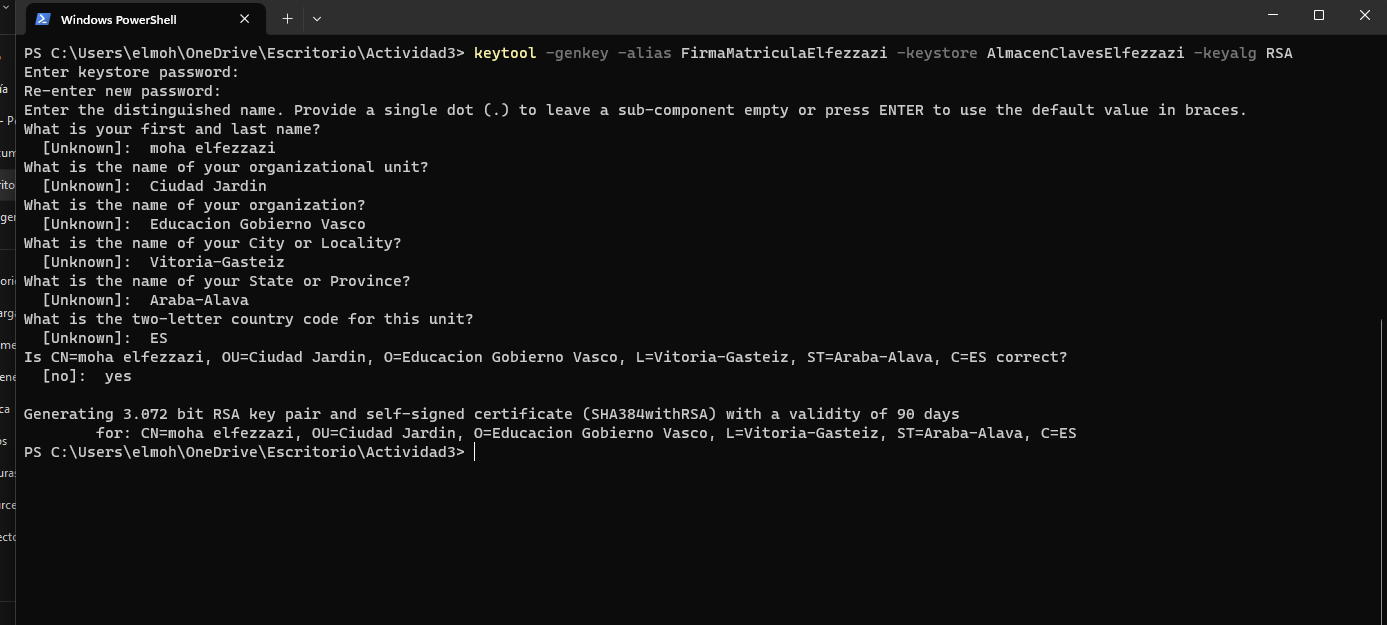 Windows PowerShell
PS C:\Users\elmoh\OneDrive\Escritorio\Actividad3> keytool -genkey -alias FirmaMatriculaElfezzazi -keystore AlmacenClavesElfezzazi -keyalg RSA
Enter keystore password:
Re-enter new password:
Enter the distinguished name. Provide a single dot (.) to leave a sub-component empty or press ENTER to use the default value in braces.
What is your first and last name?
[Unknown]:  moha elfezzazi
What is the name of your organizational unit?
[Unknown]:  Ciudad Jardin
What is the name of your organization?
[Unknown]:  Educacion Gobierno Vasco
What is the name of your City or Locality?
[Unknown]:  Vitoria-Gasteiz
What is the name of your State or Province?
[Unknown]:  Araba-Alava
What is the two-letter country code for this unit?
[Unknown]:  ES
Is CN=moha elfezzazi, OU=Ciudad Jardin, O=Educacion Gobierno Vasco, L=Vitoria-Gasteiz, ST=Araba-Alava, C=ES correct?
[no]:  yes
Generating 3.072 bit RSA key pair and self-signed certificate (SHA384withRSA) with a validity of 90 days
for: CN=moha elfezzazi, OU=Ciudad Jardin, O=Educacion Gobierno Vasco, L=Vitoria-Gasteiz, ST=Araba-Alava, C=ES
PS C:\Users\elmoh\OneDrive\Escritorio\Actividad3>